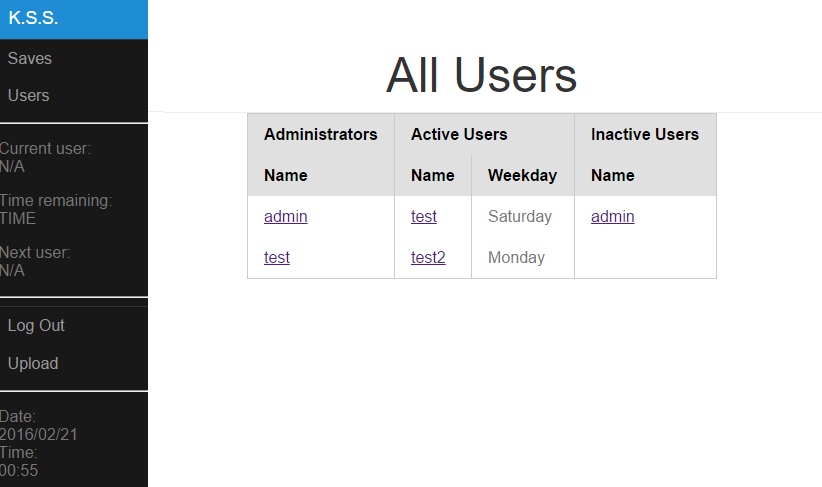 K.S.S.
Saves
Users
Current user:
N/A
Time remaining:
TIME
Next user:
N/A
Log Out
Upload
Date:
2016/02/21
Time:
00:55
All Users
Administrators Active Users Inactive Users
Name Name Weekday Name
admin test Saturday admin
test test2 Monday